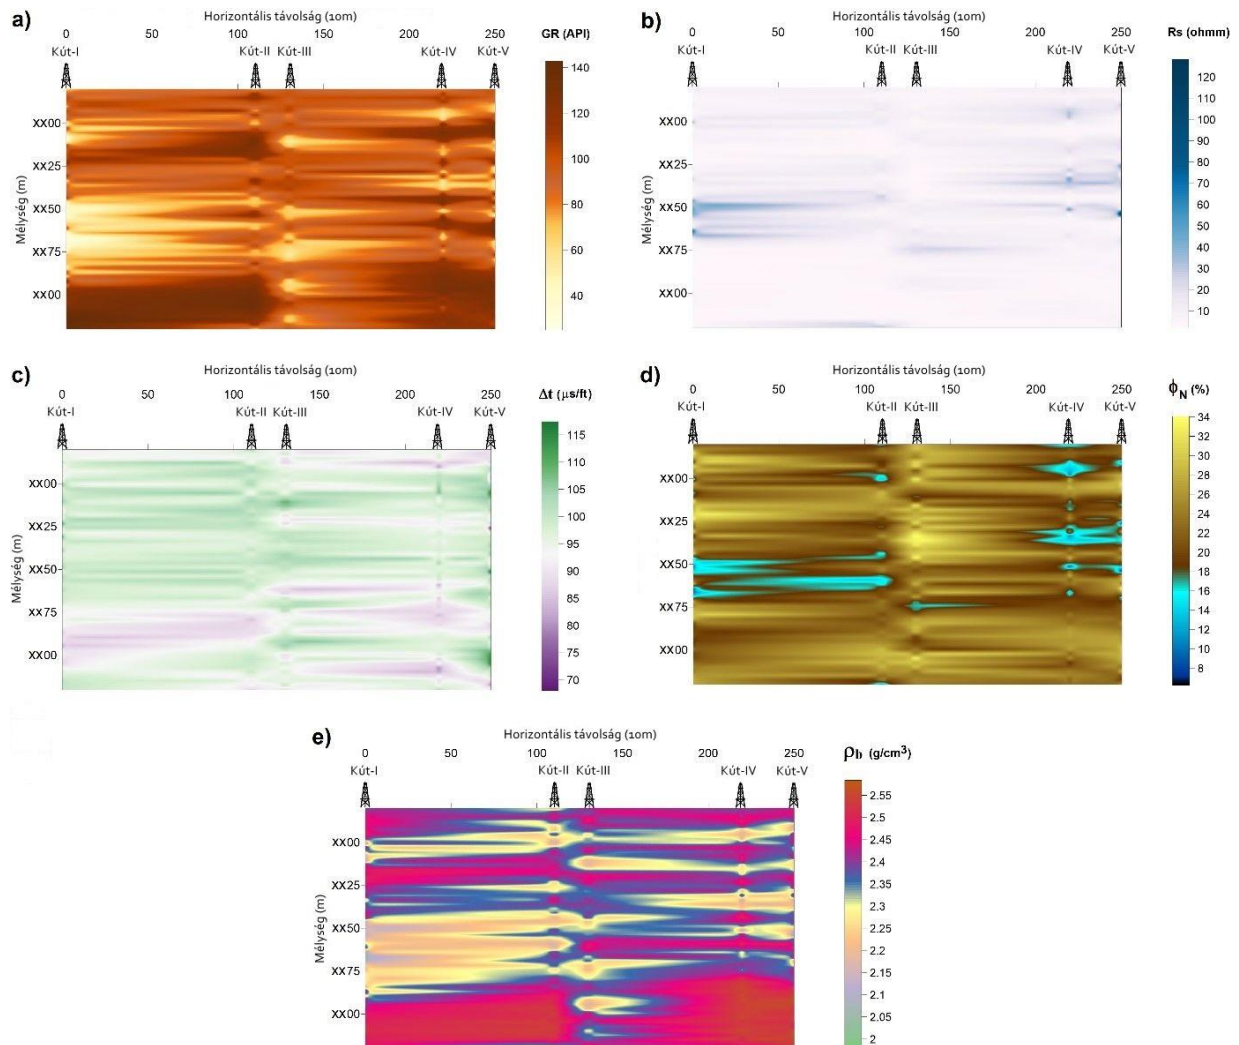 a)
Horizontális távolság (10m)
0 50 100 150 200 250
Kút-I Kút-II Kút-III Kút-IV Kút-V
Mélység (m)
XX00
XX25
XX50
XX75
XX00
GR (API)
140
120
100
80
60
40
b)
Horizontális távolság (10m)
0 50 100 150 200 250
Kút-I Kút-II Kút-III Kút-IV Kút-V
Mélység (m)
XX00
XX25
XX50
XX75
XX00
Rs (ohmm)
120
110
100
90
80
70
60
50
40
30
20
10
c)
Horizontális távolság (10m)
0 50 100 150 200 250
Kút-I Kút-II Kút-III Kút-IV Kút-V
Mélység (m)
XX00
XX25
XX50
XX75
XX00
Δt (μs/ft)
115
110
105
100
95
90
85
80
75
70
d)
Horizontális távolság (10m)
0 50 100 150 200 250
Kút-I Kút-II Kút-III Kút-IV Kút-V
Mélység (m)
XX00
XX25
XX50
XX75
XX00
ϕN (%)
34
32
30
28
26
24
22
20
18
16
14
12
10
8
e)
Horizontális távolság (10m)
0 50 100 150 200 250
Kút-I Kút-II Kút-III Kút-IV Kút-V
Mélység (m)
XX00
XX25
XX50
XX75
XX00
ρb (g/cm³)
2.55
2.5
2.45
2.4
2.35
2.3
2.25
2.2
2.15
2.1
2.05
2